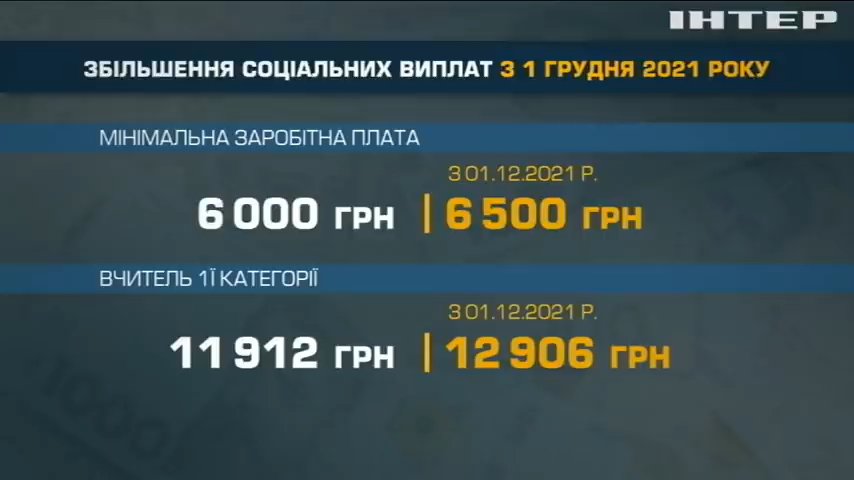 ІНТЕР
ЗБІЛЬШЕННЯ СОЦІАЛЬНИХ ВИПЛАТ З 1 ГРУДНЯ 2021 РОКУ
МІНІМАЛЬНА ЗАРОБІТНА ПЛАТА
З 01.12.2021 Р.
6 000 ГРН | 6 500 ГРН
ВЧИТЕЛЬ 1Ї КАТЕГОРІЇ
З 01.12.2021 Р.
11 912 ГРН | 12 906 ГРН
1000